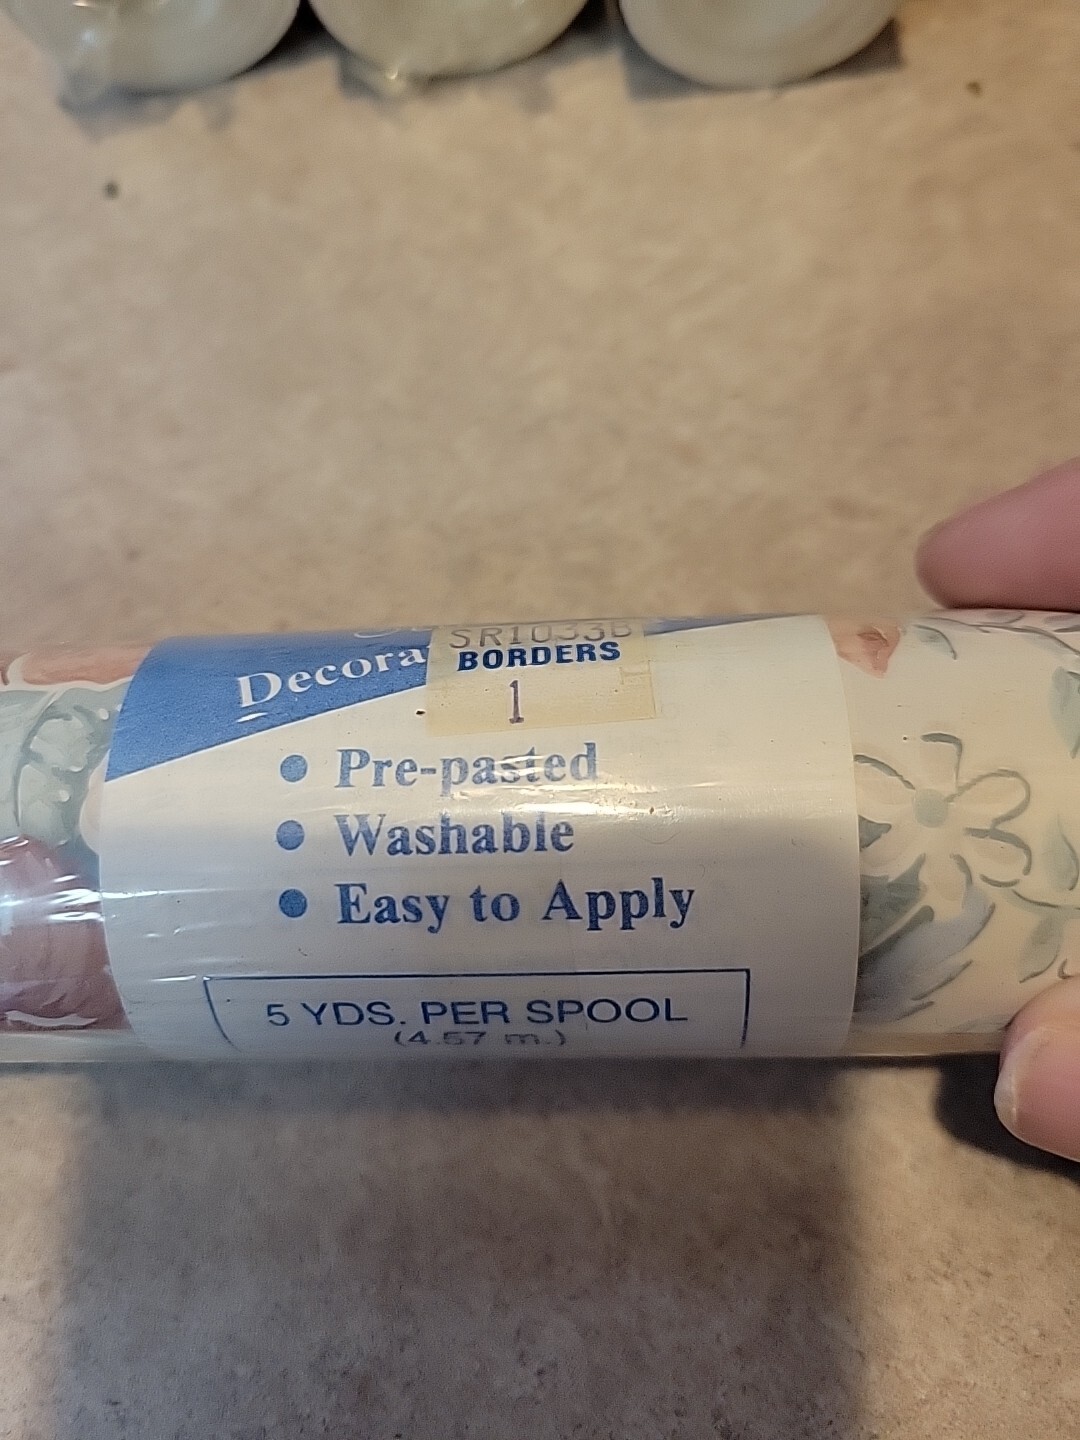 SR1033B
Decora
BORDERS
1
• Pre-pasted
• Washable
• Easy to Apply
5 YDS. PER SPOOL
(4.57 m.)